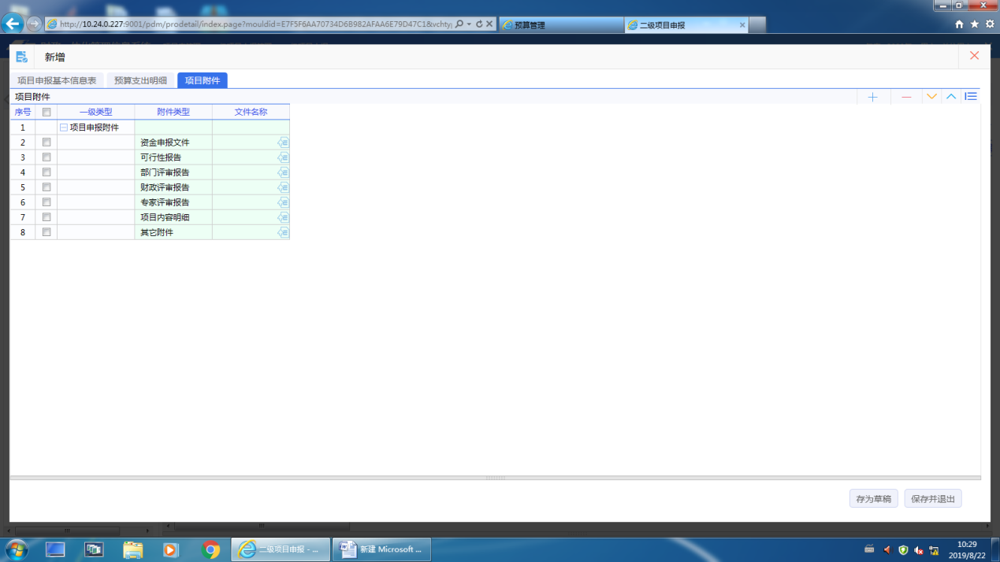 http://10.24.0.227:9001/pdm/prodetail/index.page?mouldid=E7F5F6AA70734D6B982AFAA6E79D47C1&vchtyp
预算管理
二级项目申报
新增
项目申报基本信息表 预算支出明细 项目附件
项目附件
序号 一级类型 附件类型 文件名称
1 项目申报附件
2 资金申报文件
3 可行性报告
4 部门评审报告
5 财政评审报告
6 专家评审报告
7 项目内容明细
8 其它附件
存为草稿 保存并退出
二级项目申报 - ...
新建 Microsoft ...
10:29
2019/8/22